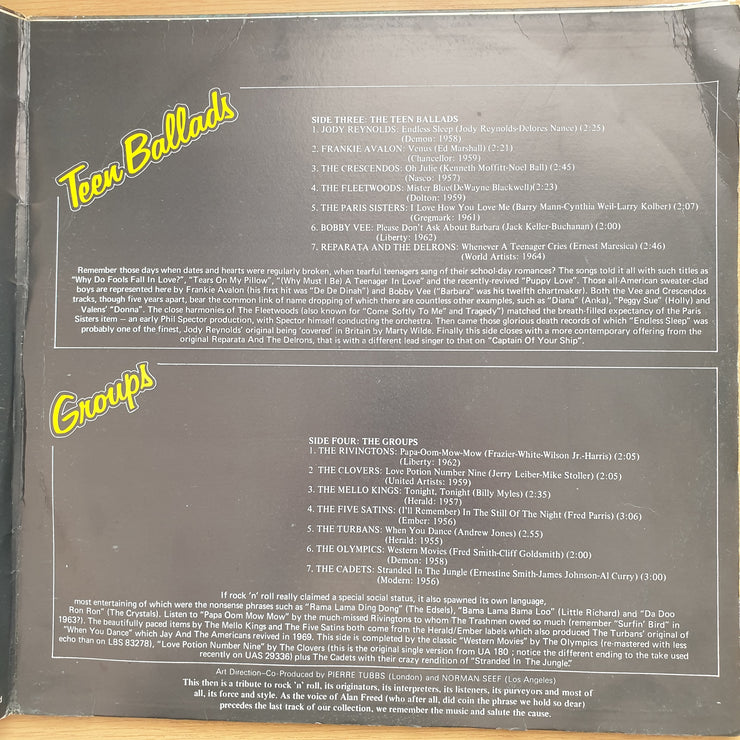 Teen Ballads
SIDE THREE: THE TEEN BALLADS
1. JODY REYNOLDS: Endless Sleep (Jody Reynolds-Delores Nance) (2:25)
(Demon: 1958)
2. FRANKIE AVALON: Venus (Ed Marshall) (2:21)
(Chancellor: 1959)
3. THE CRESCENDOS: Oh Julie (Kenneth Moffitt-Noel Ball) (2:45)
(Nasco: 1957)
4. THE FLEETWOODS: Mister Blue(DeWayne Blackwell)(2:23)
(Dolton: 1959)
5. THE PARIS SISTERS: I Love How You Love Me (Barry Mann-Cynthia Weil-Larry Kolber) (2:07)
(Gregmark: 1961)
6. BOBBY VEE: Please Don't Ask About Barbara (Jack Keller-Buchanan) (2:00)
(Liberty: 1962)
7. REPARATA AND THE DELRONS: Whenever A Teenager Cries (Ernest Maresica) (2:46)
(World Artists: 1964)
Remember those days when dates and hearts were regularly broken, when tearful teenagers sang of their school-day romances? The songs told it all with such titles as
"Why Do Fools Fall In Love?", "Tears On My Pillow", "(Why Must I Be) A Teenager In Love" and the recently-revived "Puppy Love". Those all-American sweater-clad
boys are represented here by Frankie Avalon (his first hit was "De De Dinah") and Bobby Vee ("Barbara" was his twelfth chartmaker). Both the Vee and Crescendos
tracks, though five years apart, bear the common link of name dropping of which there are countless other examples, such as "Diana" (Anka), "Peggy Sue" (Holly) and
Valens' "Donna". The close harmonies of The Fleetwoods (also known for "Come Softly To Me" and Tragedy") matched the breath-filled expectancy of the Paris
Sisters item — an early Phil Spector production, with Spector himself conducting the orchestra. Then came those glorious death records of which "Endless Sleep" was
probably one of the finest, Jody Reynolds' original being 'covered' in Britain by Marty Wilde. Finally this side closes with a more contemporary offering from the
original Reparata And The Delrons, that is with a different lead singer to that on "Captain Of Your Ship".
Groups
SIDE FOUR: THE GROUPS
1. THE RIVINGTONS: Papa-Oom-Mow-Mow (Frazier-White-Wilson Jr.-Harris) (2:05)
(Liberty: 1962)
2 THE CLOVERS: Love Potion Number Nine (Jerry Leiber-Mike Stoller) (2:05)
(United Artists: 1959)
3. THE MELLO KINGS: Tonight, Tonight (Billy Myles) (2:35)
(Herald: 1957)
4. THE FIVE SATINS: (I'll Remember) In The Still Of The Night (Fred Parris) (3:06)
(Ember: 1956)
5. THE TURBANS: When You Dance (Andrew Jones) (2.55)
(Herald: 1955)
6. THE OLYMPICS: Western Movies (Fred Smith-Cliff Goldsmith) (2:00)
(Demon: 1958)
7. THE CADETS: Stranded In The Jungle (Ernestine Smith-James Johnson-Al Curry) (3:00)
(Modern: 1956)
If rock 'n' roll really claimed a special social status, it also spawned its own language,
most entertaining of which were the nonsense phrases such as "Rama Lama Ding Dong" (The Edsels), "Bama Lama Bama Loo" (Little Richard) and "Da Doo
Ron Ron" (The Crystals). Listen to "Papa Oom Mow Mow" by the much-missed Rivingtons to whom The Trashmen owed so much (remember "Surfin' Bird" in
1963?). The beautifully paced items by The Mello Kings and The Five Satins both come from the Herald/Ember labels which also produced The Turbans' original of
"When You Dance" which Jay And The Americans revived in 1969. This side is completed by the classic "Western Movies" by The Olympics (re-mastered with less
echo than on LBS 83278), "Love Potion Number Nine" by The Clovers (this is the original single version from UA 180 ; notice the different ending to the take used
recently on UAS 29336) plus The Cadets with their crazy rendition of "Stranded In The Jungle."
Art Direction-Co-Produced by PIERRE TUBBS (London) and NORMAN SEEF (Los Angeles)
This then is a tribute to rock 'n' roll, its originators, its interpreters, its listeners, its purveyors and most of
all, its force and style. As the voice of Alan Freed (who after all, did coin the phrase we hold so dear)
precedes the last track of our collection, we remember the music and salute the cause.